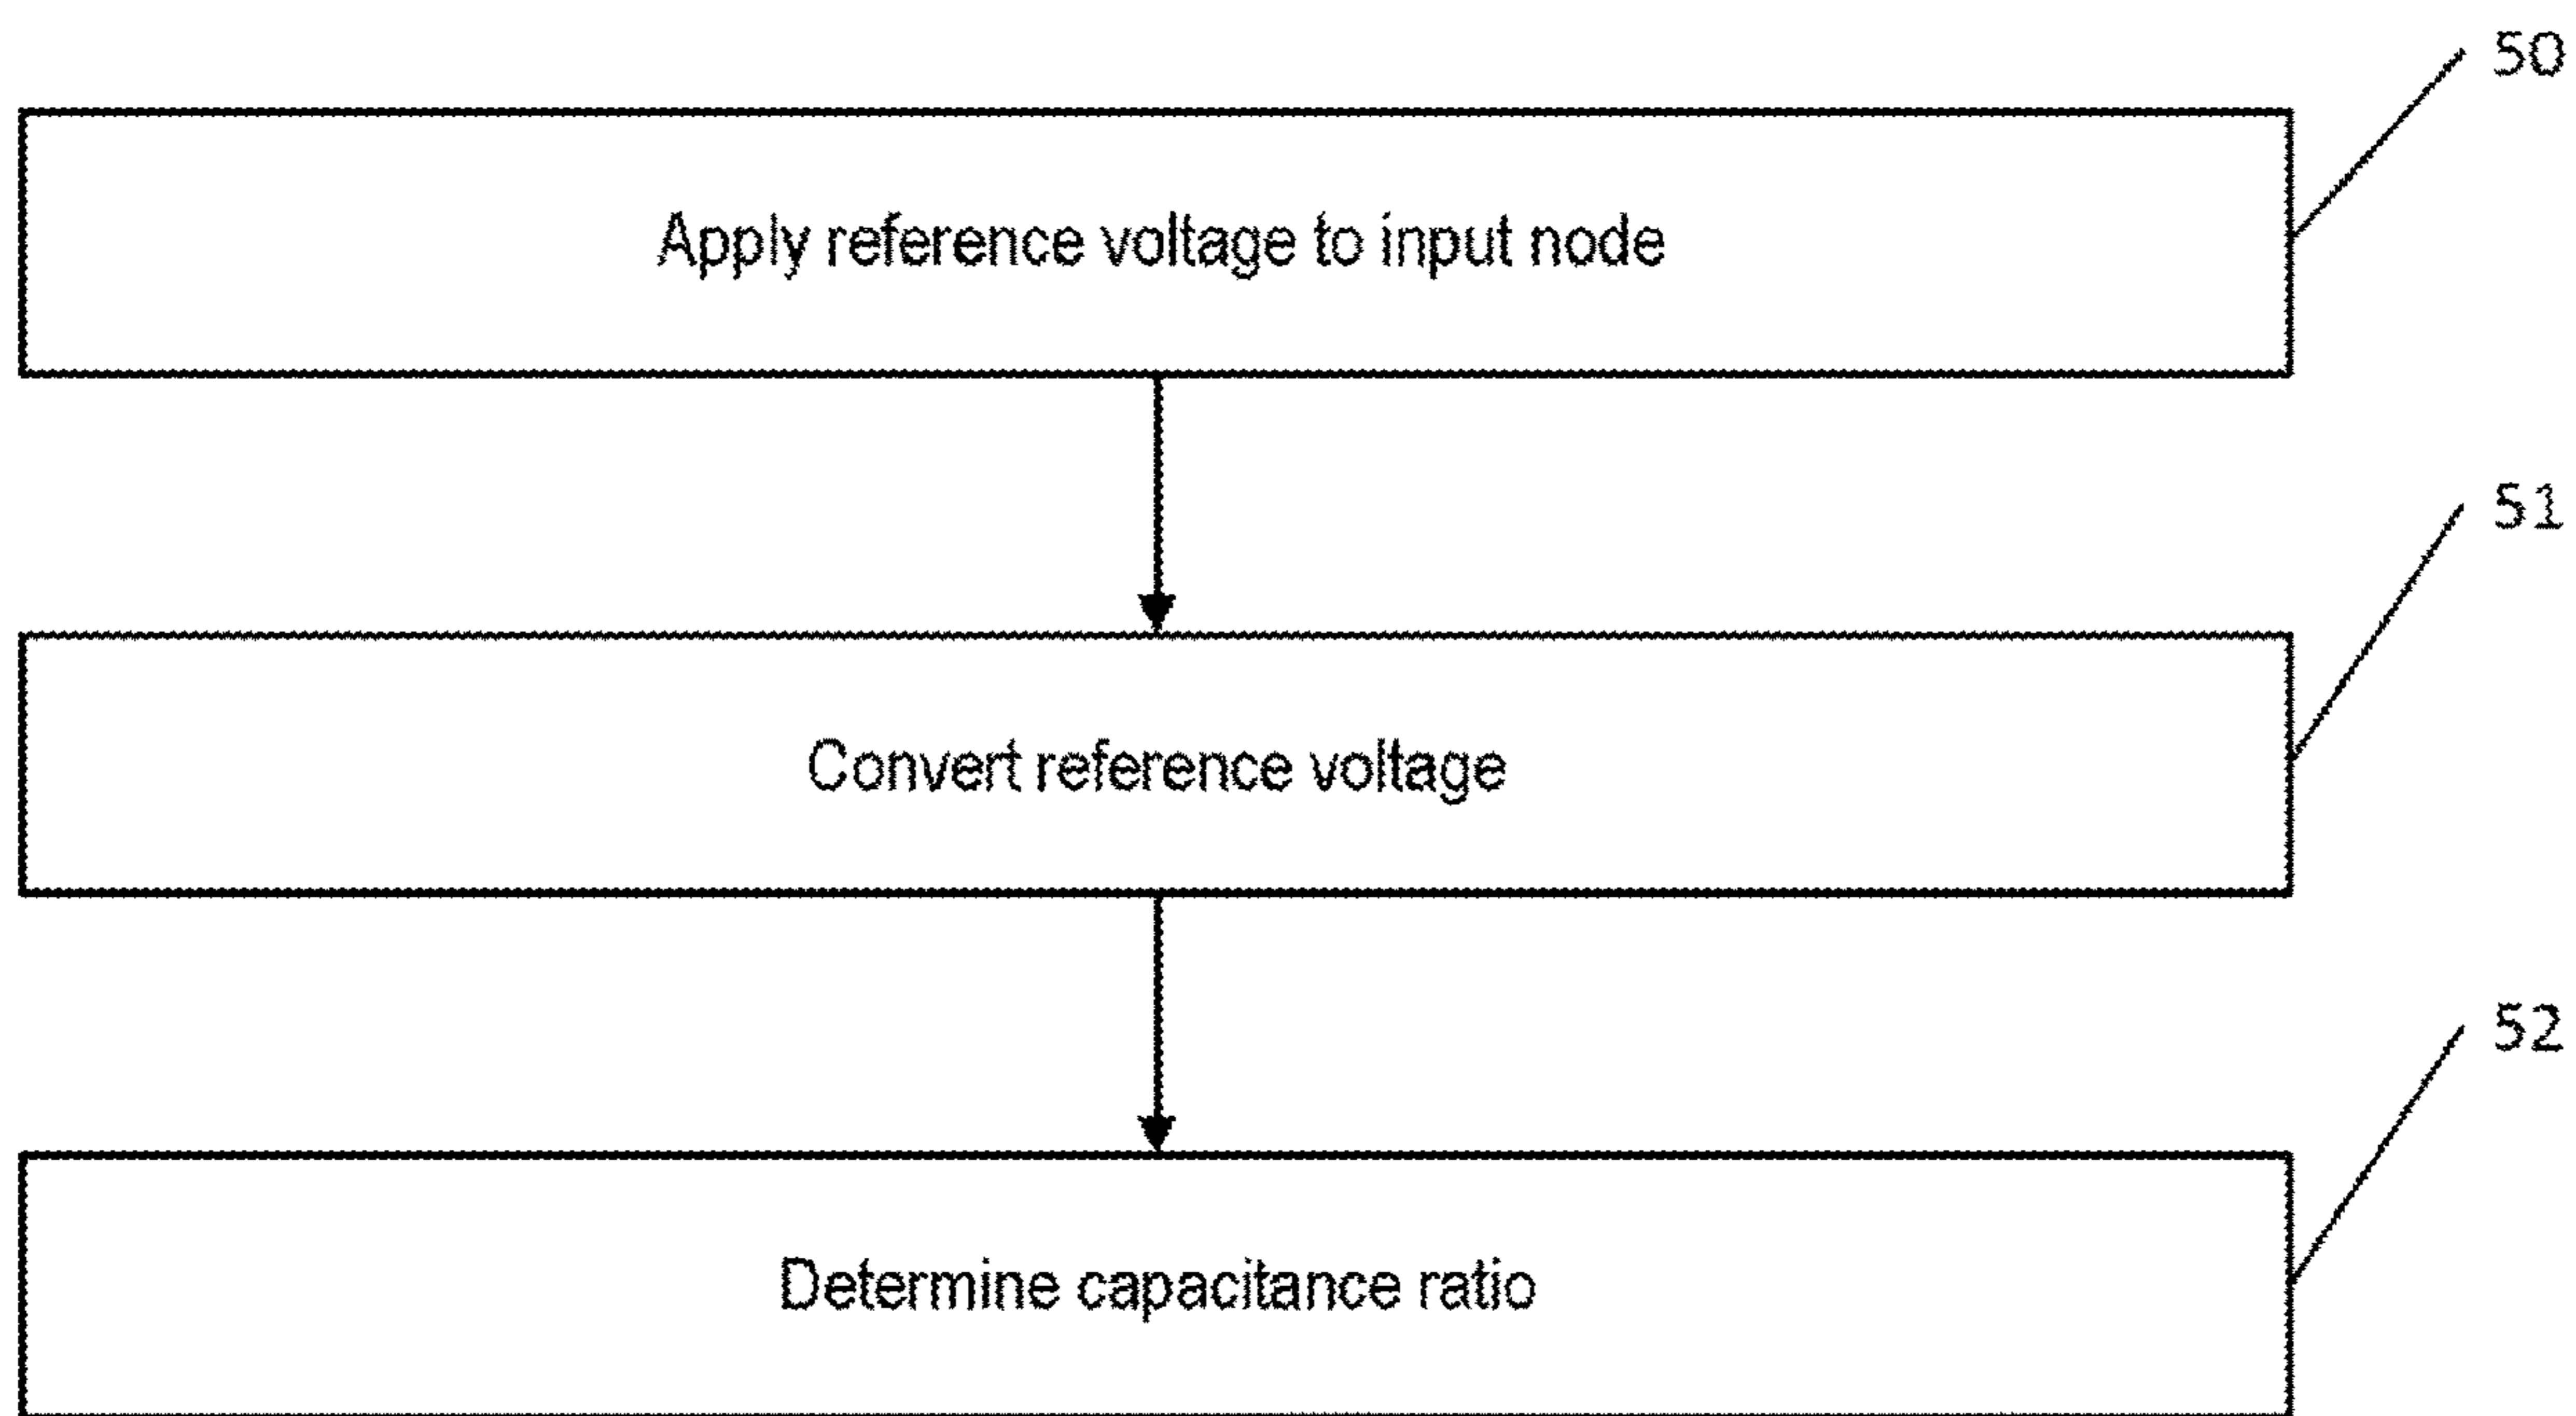 50
Apply reference voltage to input node
51
Convert reference voltage
52
Determine capacitance ratio